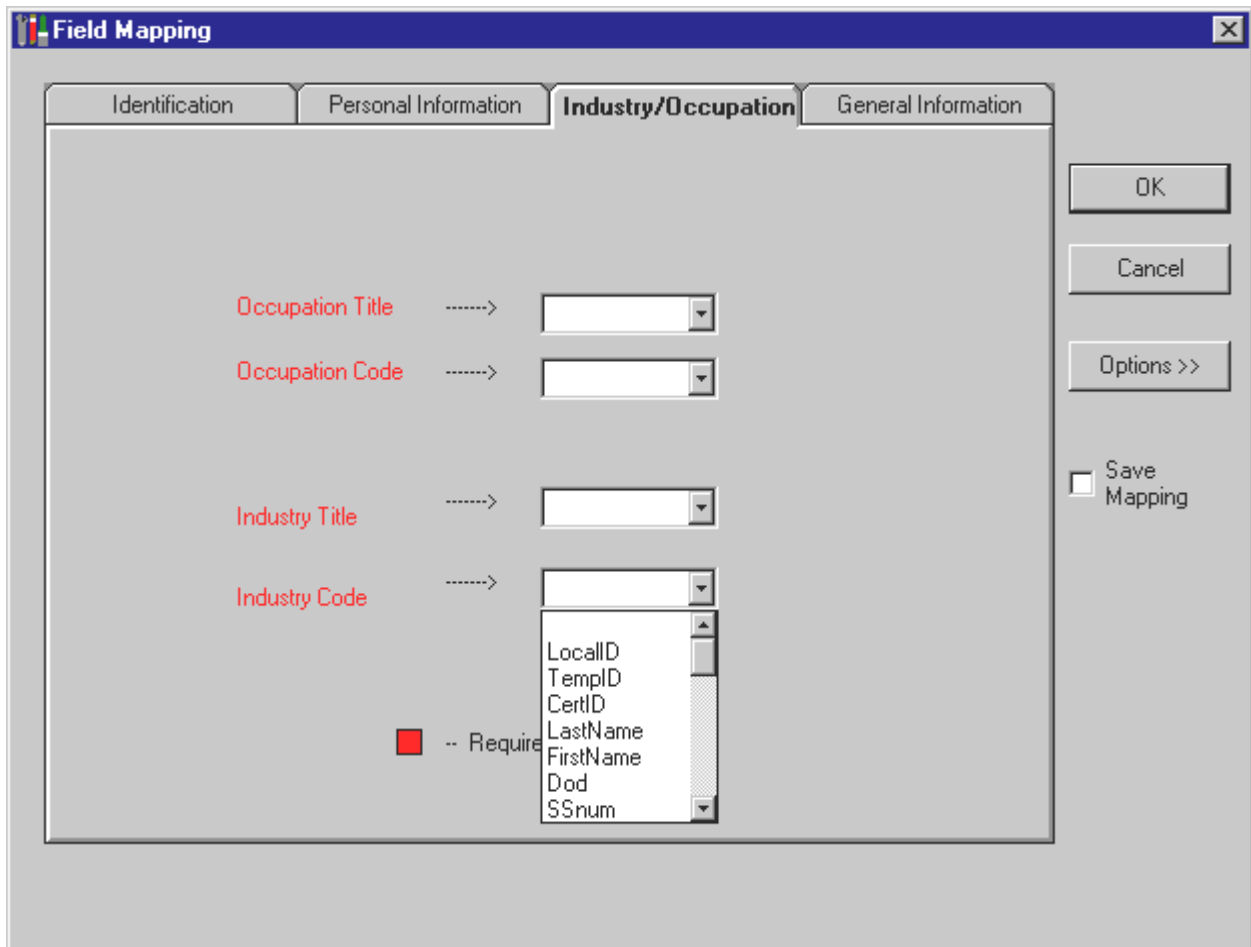 Field Mapping
Identification Personal Information Industry/Occupation General Information
OK
Cancel
Occupation Title ------->
Occupation Code ------->
Options >>
Save
Mapping
Industry Title ------->
Industry Code ------->
LocalID
TempID
CertID
LastName
-- Require
FirstName
Dod
SSnum